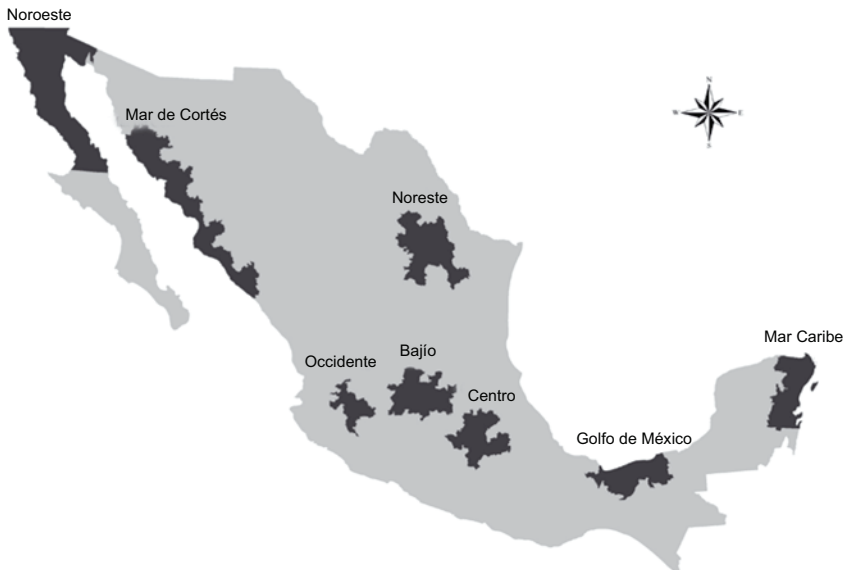 Noroeste
Mar de Cortés
N
W
E
S
Noreste
Mar Caribe
Occidente
Bajío
Centro
Golfo de México